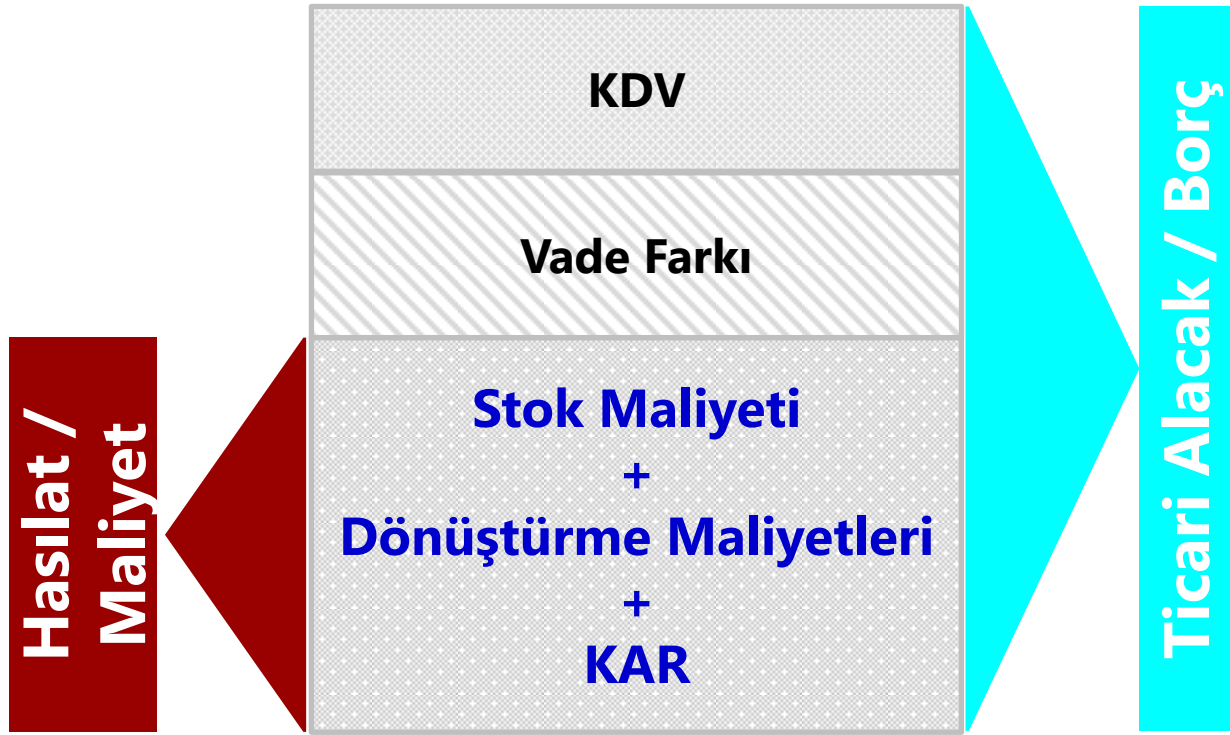 KDV
Vade Farkı
Stok Maliyeti
+
Dönüştürme Maliyetleri
+
KAR
Hasılat /
Maliyet
Ticari Alacak / Borç